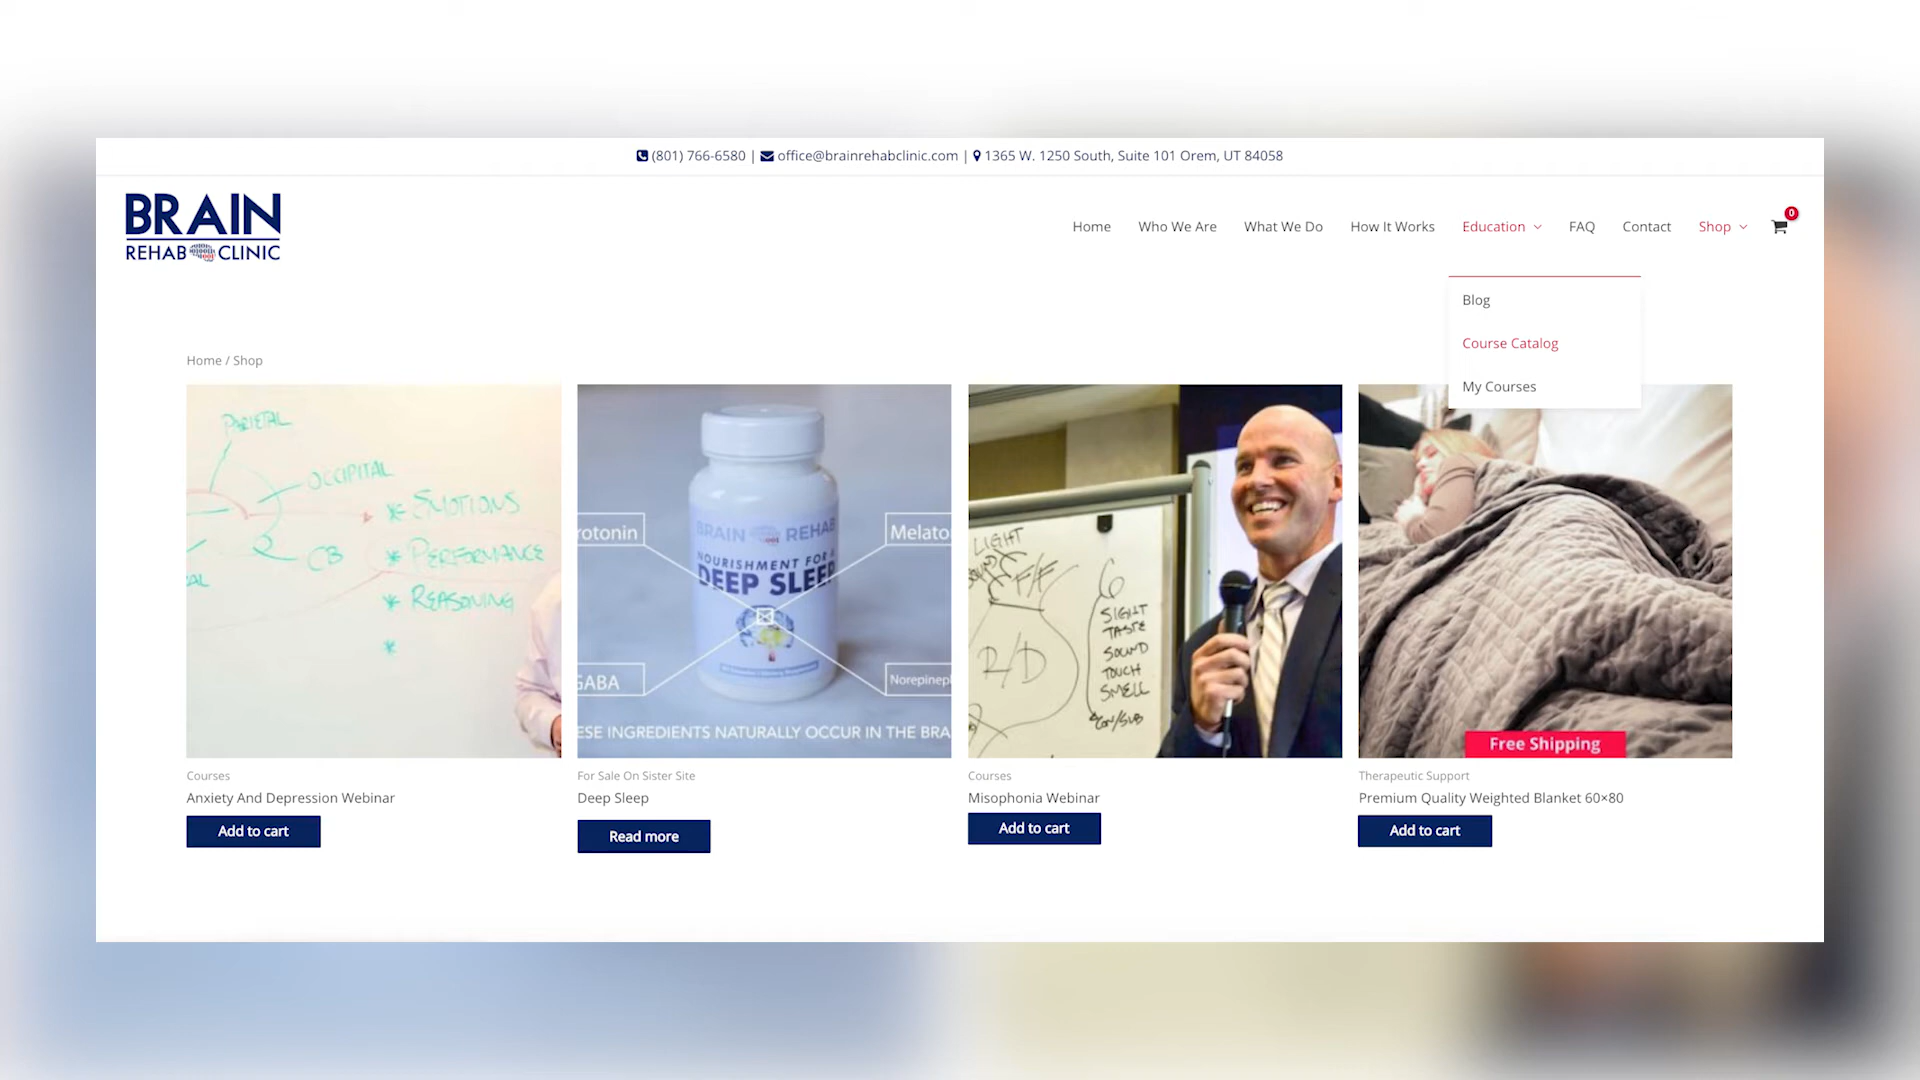 (801) 766-6580 | office@brainrehabclinic.com | 1365 W. 1250 South, Suite 101 Orem, UT 84058
BRAIN
REHAB CLINIC
Home Who We Are What We Do How It Works Education FAQ Contact Shop 0
Blog
Course Catalog
My Courses
Home / Shop
PARIETAL
OCCIPITAL
* EMOTIONS
CB
* PERFORMANCE
AL
* REASONING
*
rotonin
Melato
BRAIN REHAB
NOURISHMENT FOR A
DEEP SLEEP
GABA
Norepinep
ESE INGREDIENTS NATURALLY OCCUR IN THE BRA
LIGHT
F/F
6
SIGHT
TASTE
SOUND
R/D
TOUCH
SMELL
CON/SUB
Free Shipping
Courses
Anxiety And Depression Webinar
Add to cart
For Sale On Sister Site
Deep Sleep
Read more
Courses
Misophonia Webinar
Add to cart
Therapeutic Support
Premium Quality Weighted Blanket 60×80
Add to cart